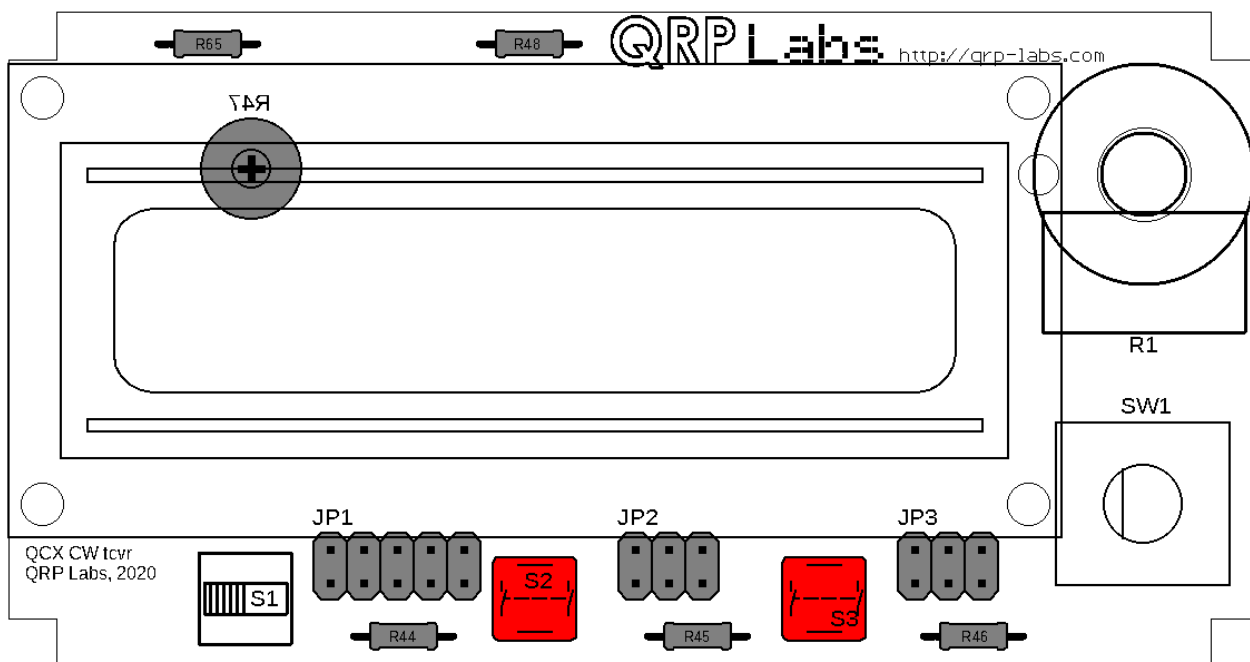 R65
R48
QRP Labs
http://qrp-labs.com
R47
R1
SW1
JP1
JP2
JP3
QCX CW tcvr
QRP Labs, 2020
S1
S2
S3
R44
R45
R46